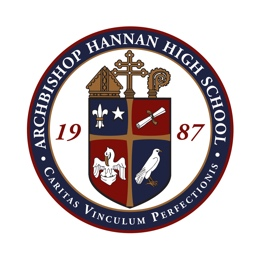 · ARCHBISHOP HANNAN HIGH SCHOOL ·
19 87
CARITAS VINCULUM PERFECTIONIS